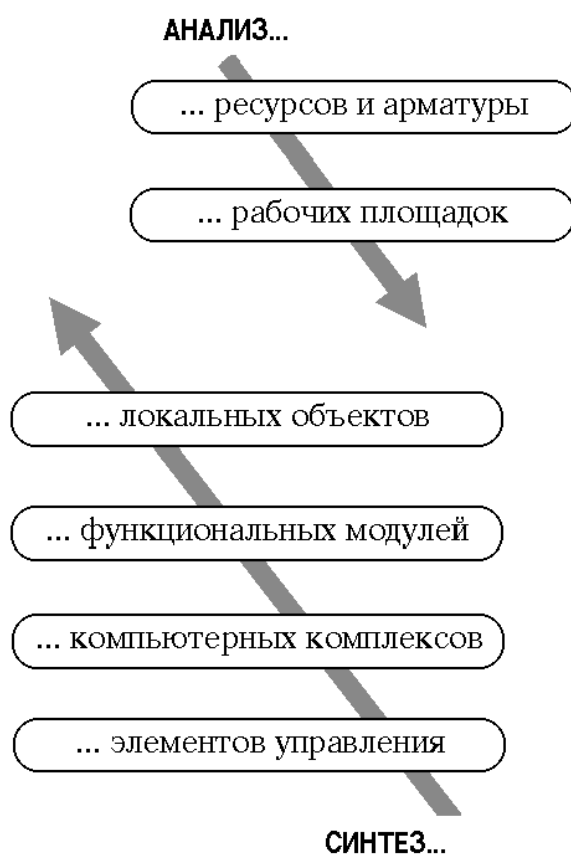 АНАЛИЗ...
... ресурсов и арматуры
... рабочих площадок
... локальных объектов
... функциональных модулей
... компьютерных комплексов
... элементов управления
СИНТЕЗ...